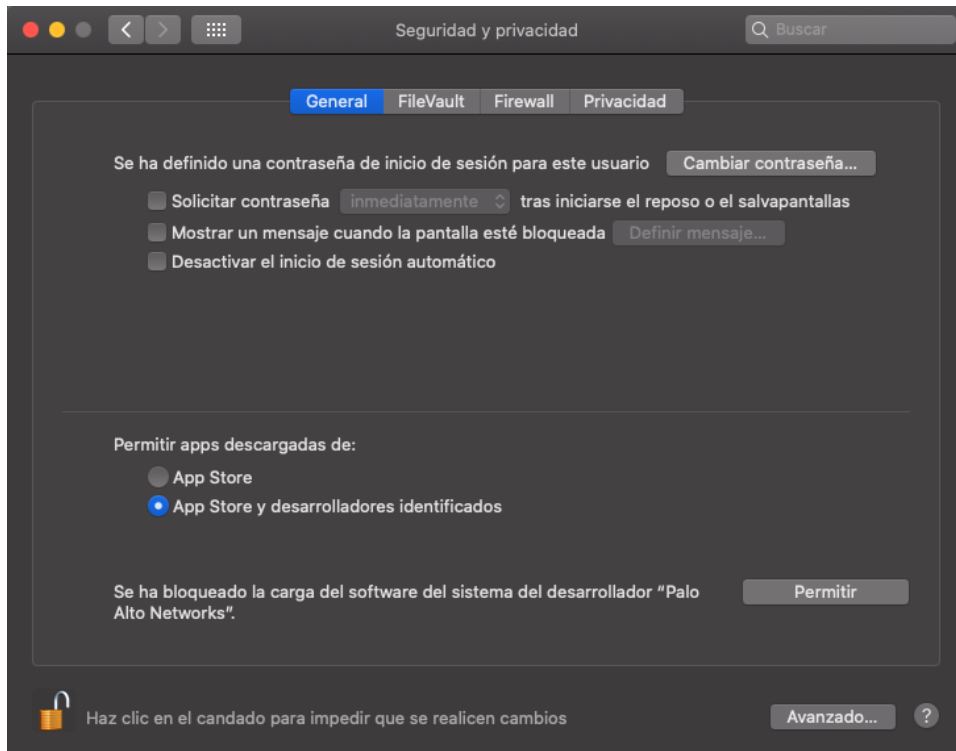 Seguridad y privacidad
Buscar
General FileVault Firewall Privacidad
Se ha definido una contraseña de inicio de sesión para este usuario Cambiar contraseña...
Solicitar contraseña inmediatamente tras iniciarse el reposo o el salvapantallas
Mostrar un mensaje cuando la pantalla esté bloqueada Definir mensaje...
Desactivar el inicio de sesión automático
Permitir apps descargadas de:
App Store
App Store y desarrolladores identificados
Se ha bloqueado la carga del software del sistema del desarrollador “Palo
Alto Networks”.
Permitir
Haz clic en el candado para impedir que se realicen cambios
Avanzado...
?